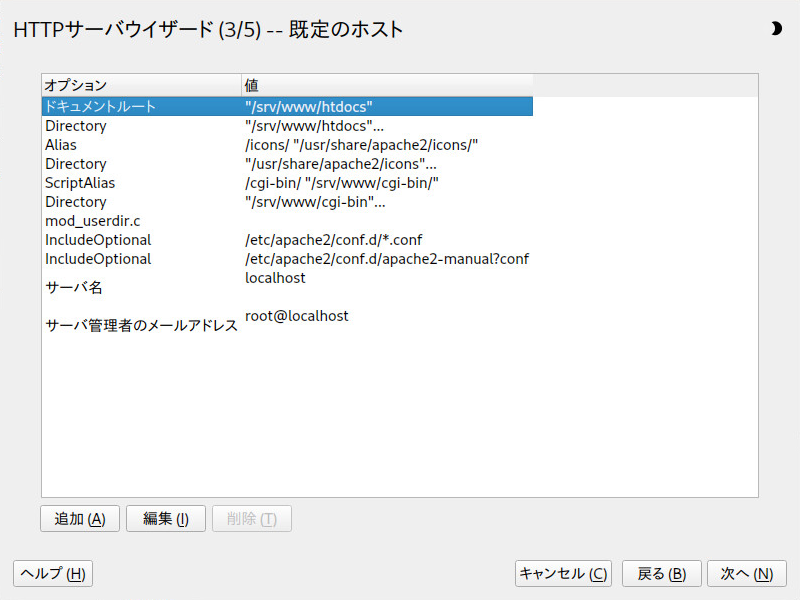 HTTPサーバウイザード (3/5) -- 既定のホスト
オプション 値
ドキュメントルート "/srv/www/htdocs"
Directory "/srv/www/htdocs"...
Alias /icons/ "/usr/share/apache2/icons/"
Directory "/usr/share/apache2/icons"...
ScriptAlias /cgi-bin/ "/srv/www/cgi-bin/"
Directory "/srv/www/cgi-bin"...
mod_userdir.c
IncludeOptional /etc/apache2/conf.d/*.conf
IncludeOptional /etc/apache2/conf.d/apache2-manual?conf
サーバ名 localhost
サーバ管理者のメールアドレス root@localhost
追加 (A) 編集 (I) 削除 (T)
ヘルプ (H) キャンセル (C) 戻る (B) 次へ (N)